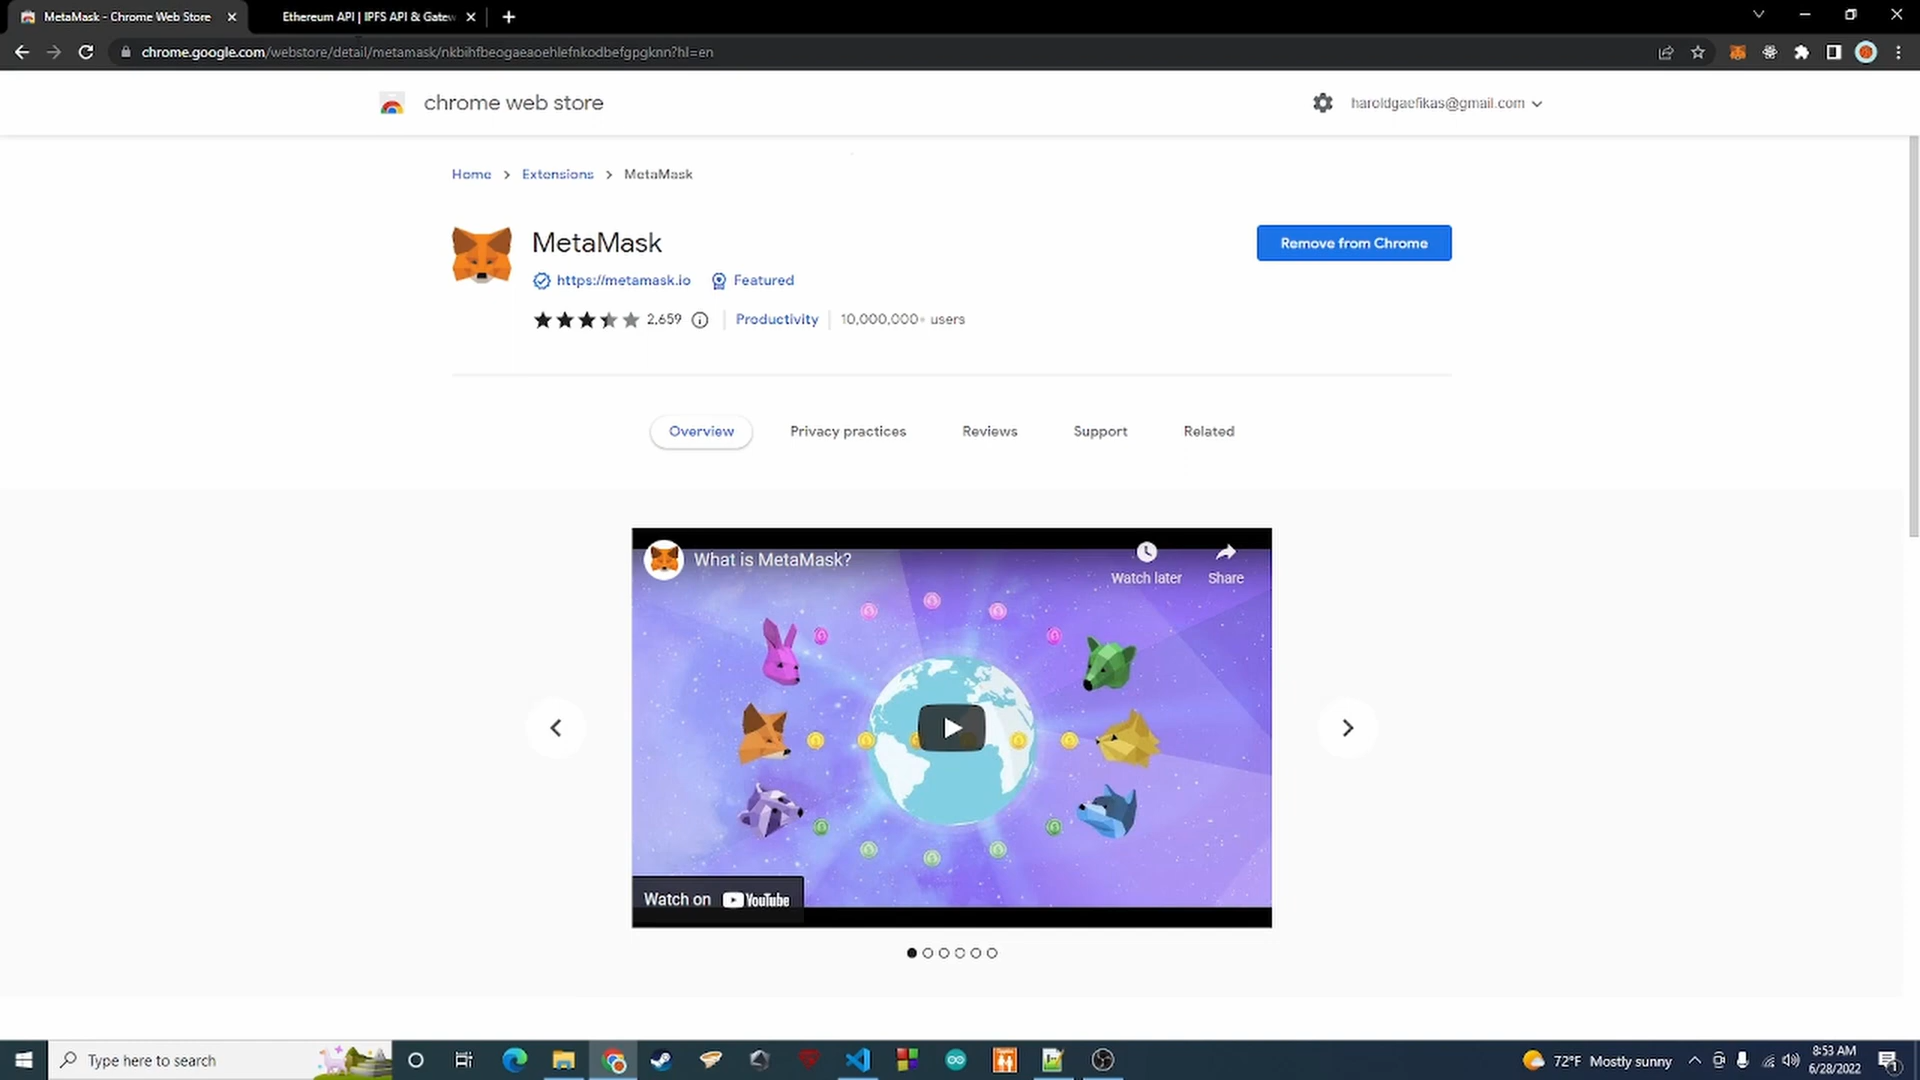 MetaMask - Chrome Web Store
Ethereum API | IPFS API & Gatew
chrome.google.com/webstore/detail/metamask/nkbihfbeogaeaoehlefnkodbefgpgknn?hl=en
chrome web store
haroldgaefikas@gmail.com
Home > Extensions > MetaMask
MetaMask
Remove from Chrome
https://metamask.io
Featured
2,659
Productivity
10,000,000+ users
Overview
Privacy practices
Reviews
Support
Related
What is MetaMask?
Watch later
Share
Watch on YouTube
Type here to search
72°F Mostly sunny
8:53 AM
6/28/2022
1